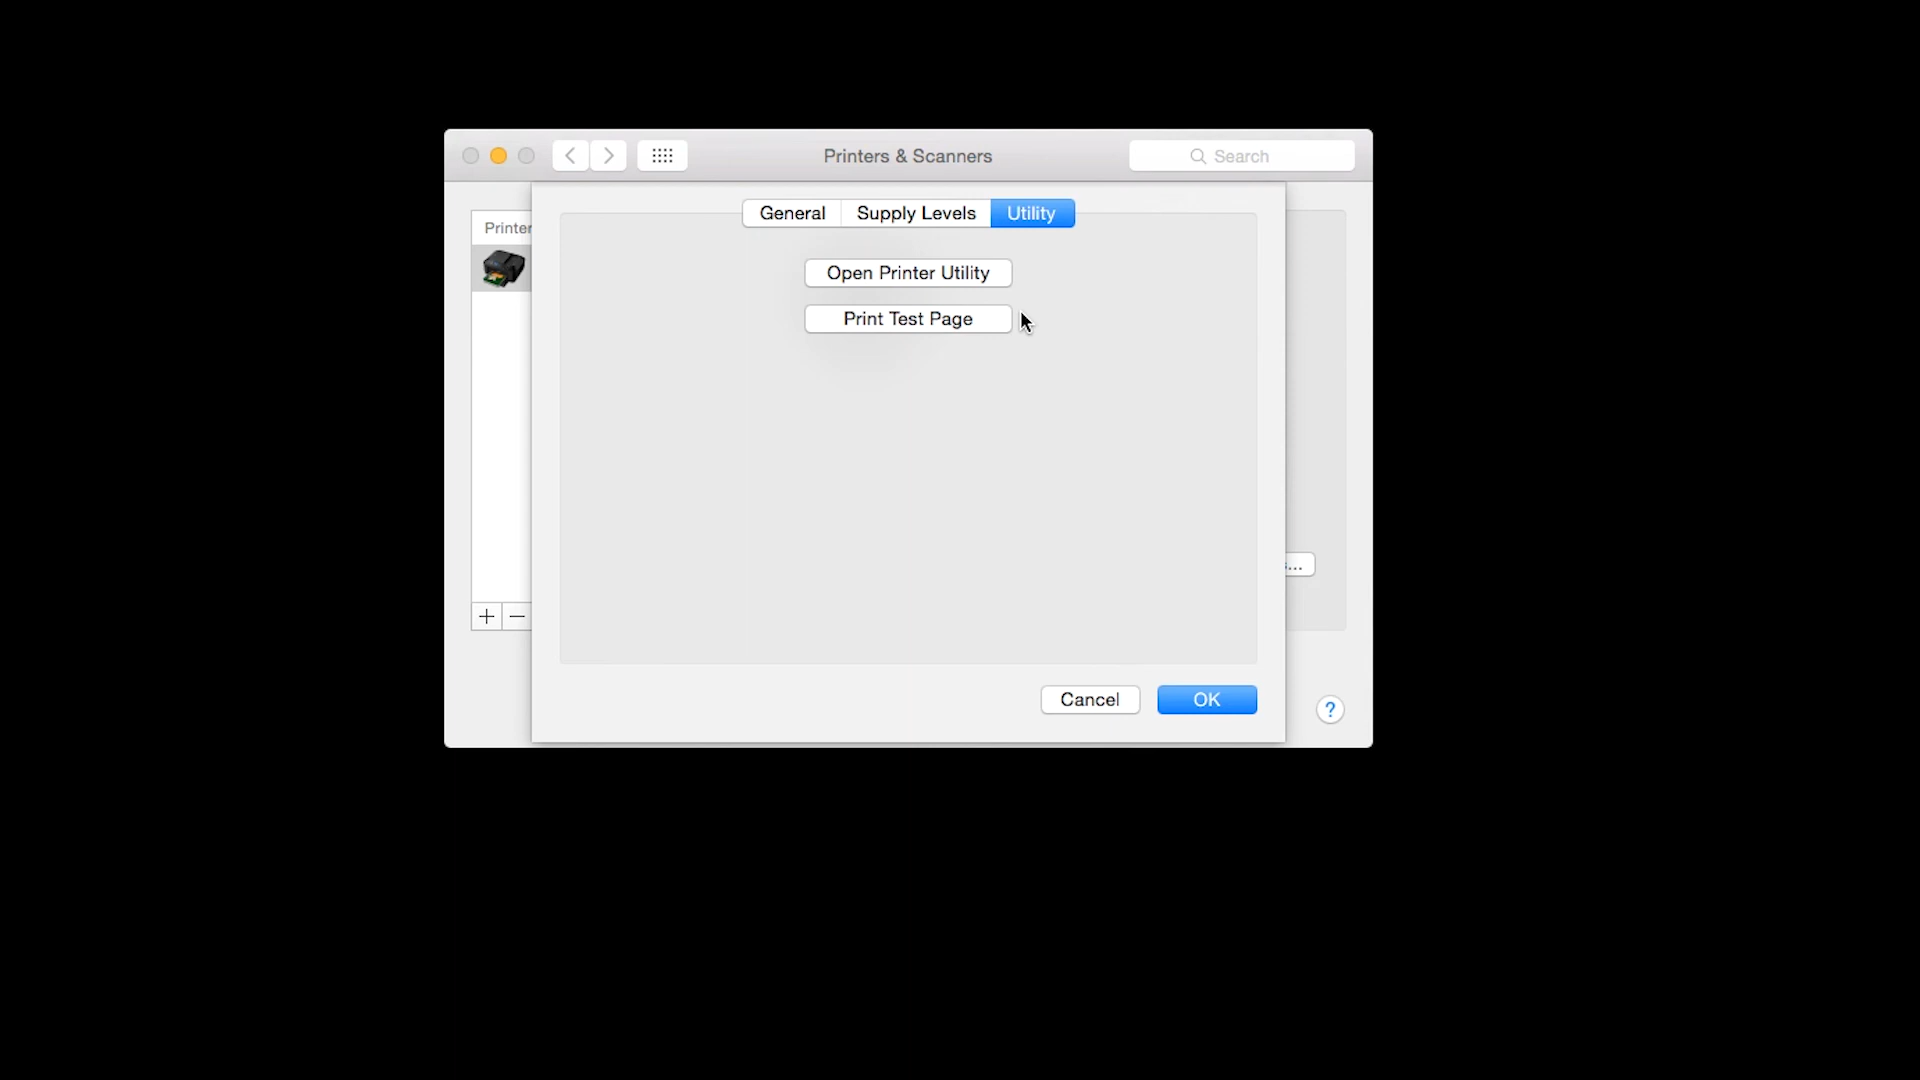 Printers & Scanners
Search
General Supply Levels Utility
Printer
Open Printer Utility
Print Test Page
...
Cancel OK ?